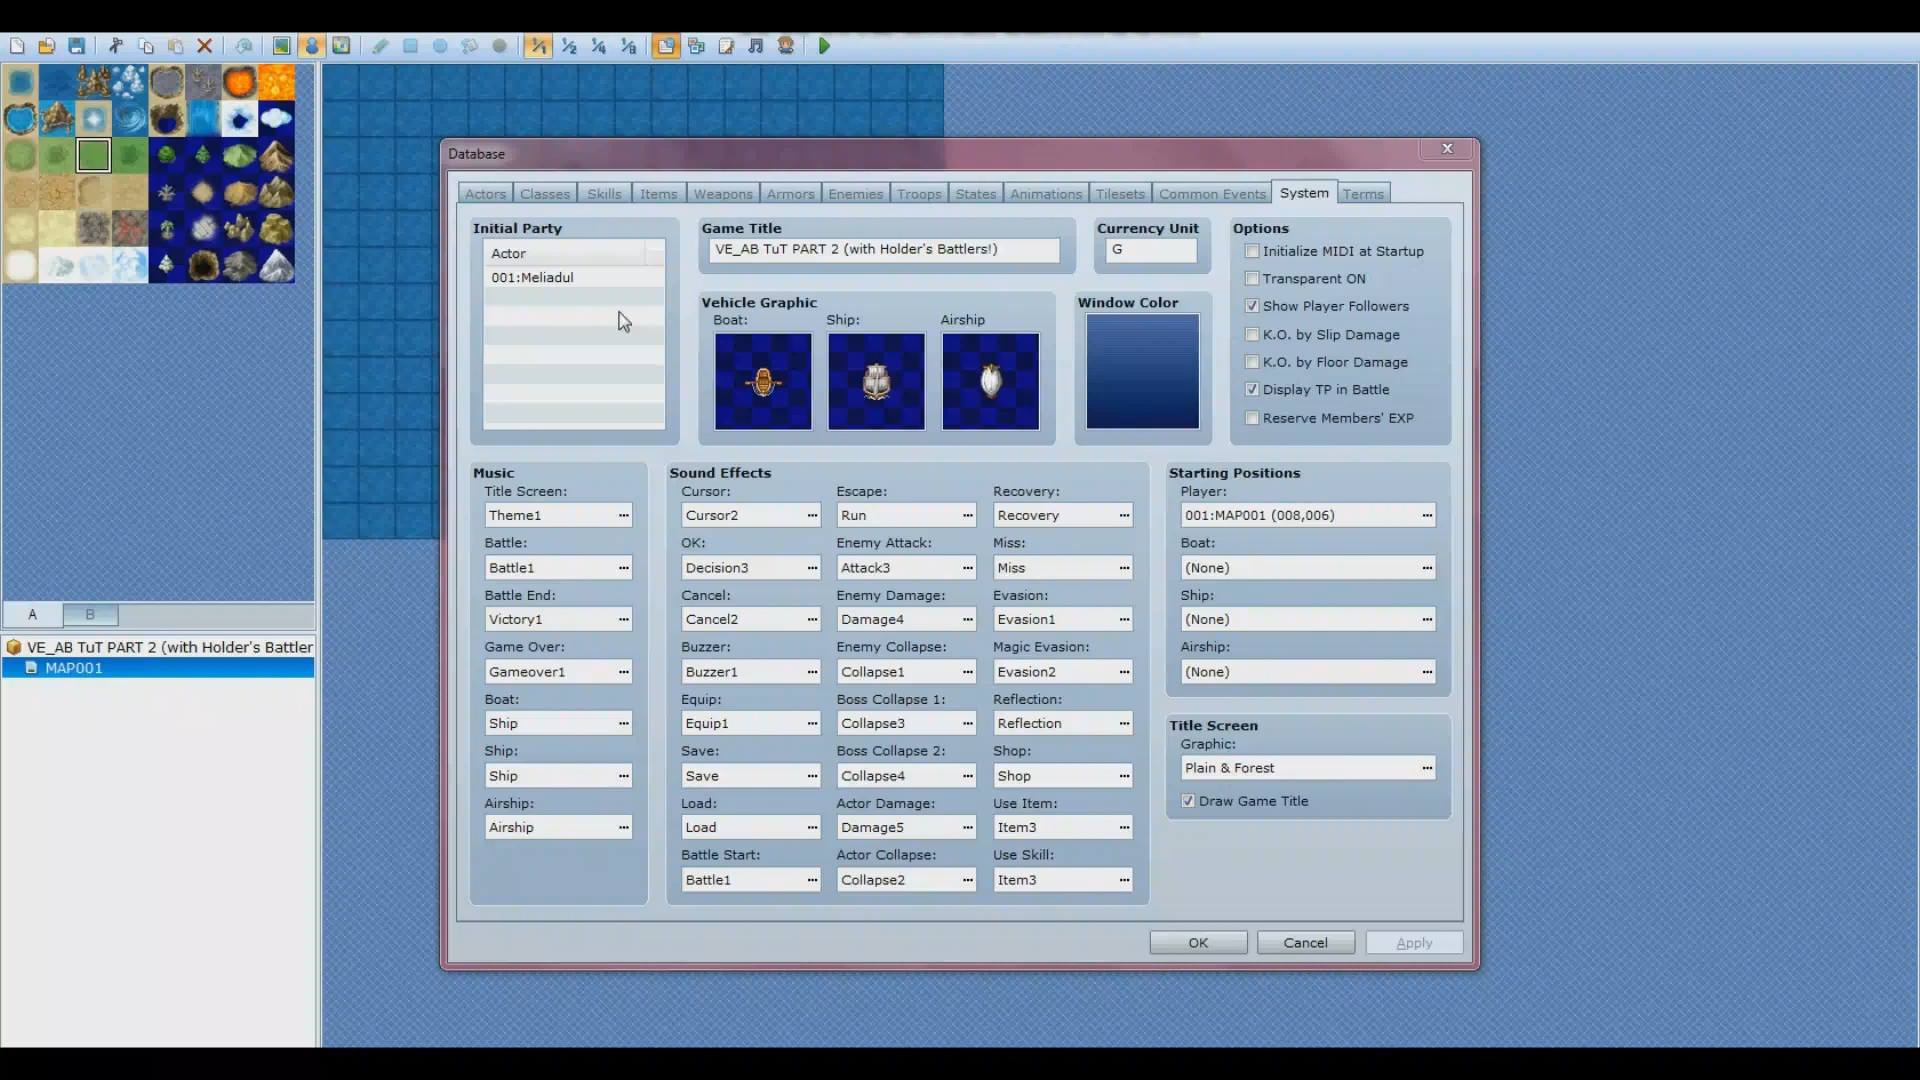 Database
X
Actors Classes Skills Items Weapons Armors Enemies Troops States Animations Tilesets Common Events System Terms
Initial Party
Actor
001:Meliadul
Game Title
VE_AB TuT PART 2 (with Holder's Battlers!)
Currency Unit
G
Vehicle Graphic
Boat: Ship: Airship
Window Color
Options
Initialize MIDI at Startup
Transparent ON
Show Player Followers
K.O. by Slip Damage
K.O. by Floor Damage
Display TP in Battle
Reserve Members' EXP
Music
Title Screen:
Theme1 ...
Battle:
Battle1 ...
Battle End:
Victory1 ...
Game Over:
Gameover1 ...
Boat:
Ship ...
Ship:
Ship ...
Airship:
Airship ...
Sound Effects
Cursor: Escape: Recovery:
Cursor2 ... Run ... Recovery ...
OK: Enemy Attack: Miss:
Decision3 ... Attack3 ... Miss ...
Cancel: Enemy Damage: Evasion:
Cancel2 ... Damage4 ... Evasion1 ...
Buzzer: Enemy Collapse: Magic Evasion:
Buzzer1 ... Collapse1 ... Evasion2 ...
Equip: Boss Collapse 1: Reflection:
Equip1 ... Collapse3 ... Reflection ...
Save: Boss Collapse 2: Shop:
Save ... Collapse4 ... Shop ...
Load: Actor Damage: Use Item:
Load ... Damage5 ... Item3 ...
Battle Start: Actor Collapse: Use Skill:
Battle1 ... Collapse2 ... Item3 ...
Starting Positions
Player:
001:MAP001 (008,006) ...
Boat:
(None) ...
Ship:
(None) ...
Airship:
(None) ...
Title Screen
Graphic:
Plain & Forest ...
Draw Game Title
OK Cancel Apply
A B
VE_AB TuT PART 2 (with Holder's Battler
MAP001
1/1 1/2 1/4 1/8